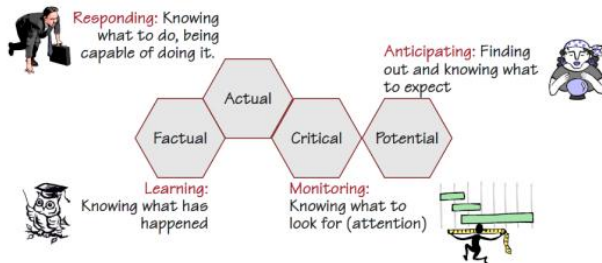 Responding: Knowing
what to do, being
capable of doing it.
Anticipating: Finding
out and knowing what
to expect
Actual
Factual
Critical
Potential
Learning:
Knowing what has
happened
Monitoring:
Knowing what to
look for (attention)